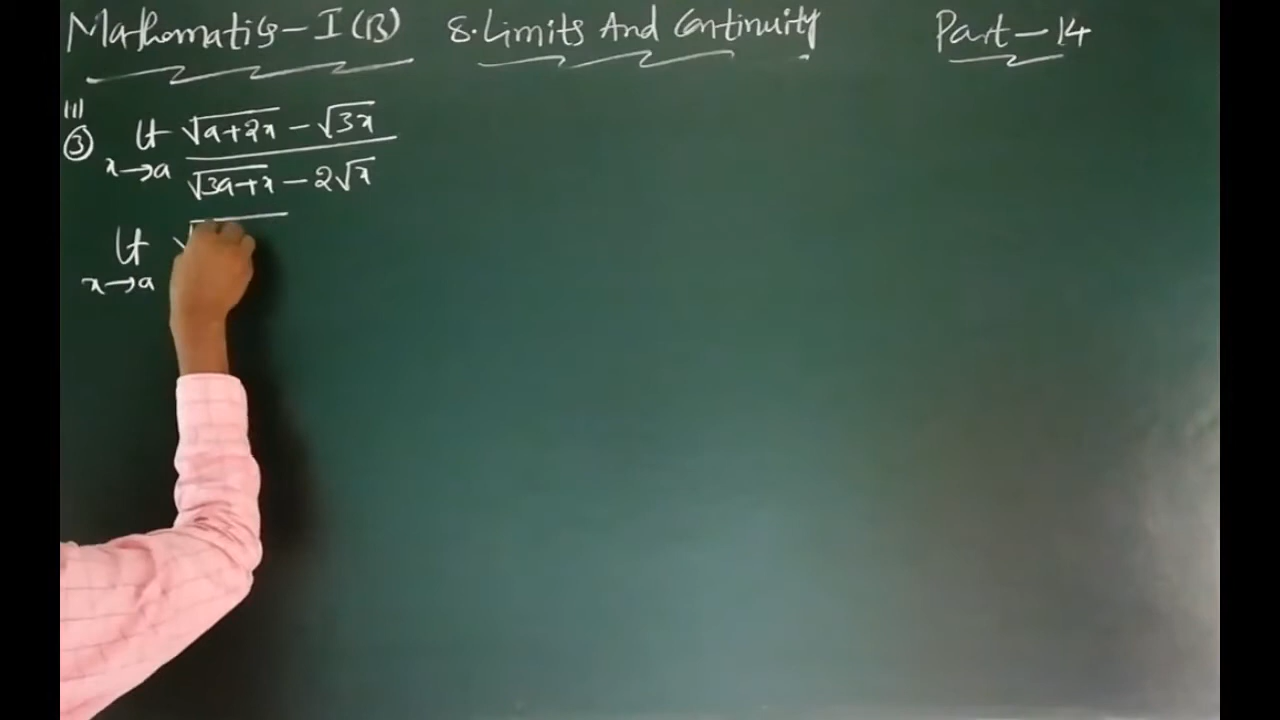 Mathematics-I(B) 8.Limits And Continuity Part-14
III
③ Lt √(a+2x) - √(3x)
x→a √(3a+x) - 2√x
Lt √
x→a